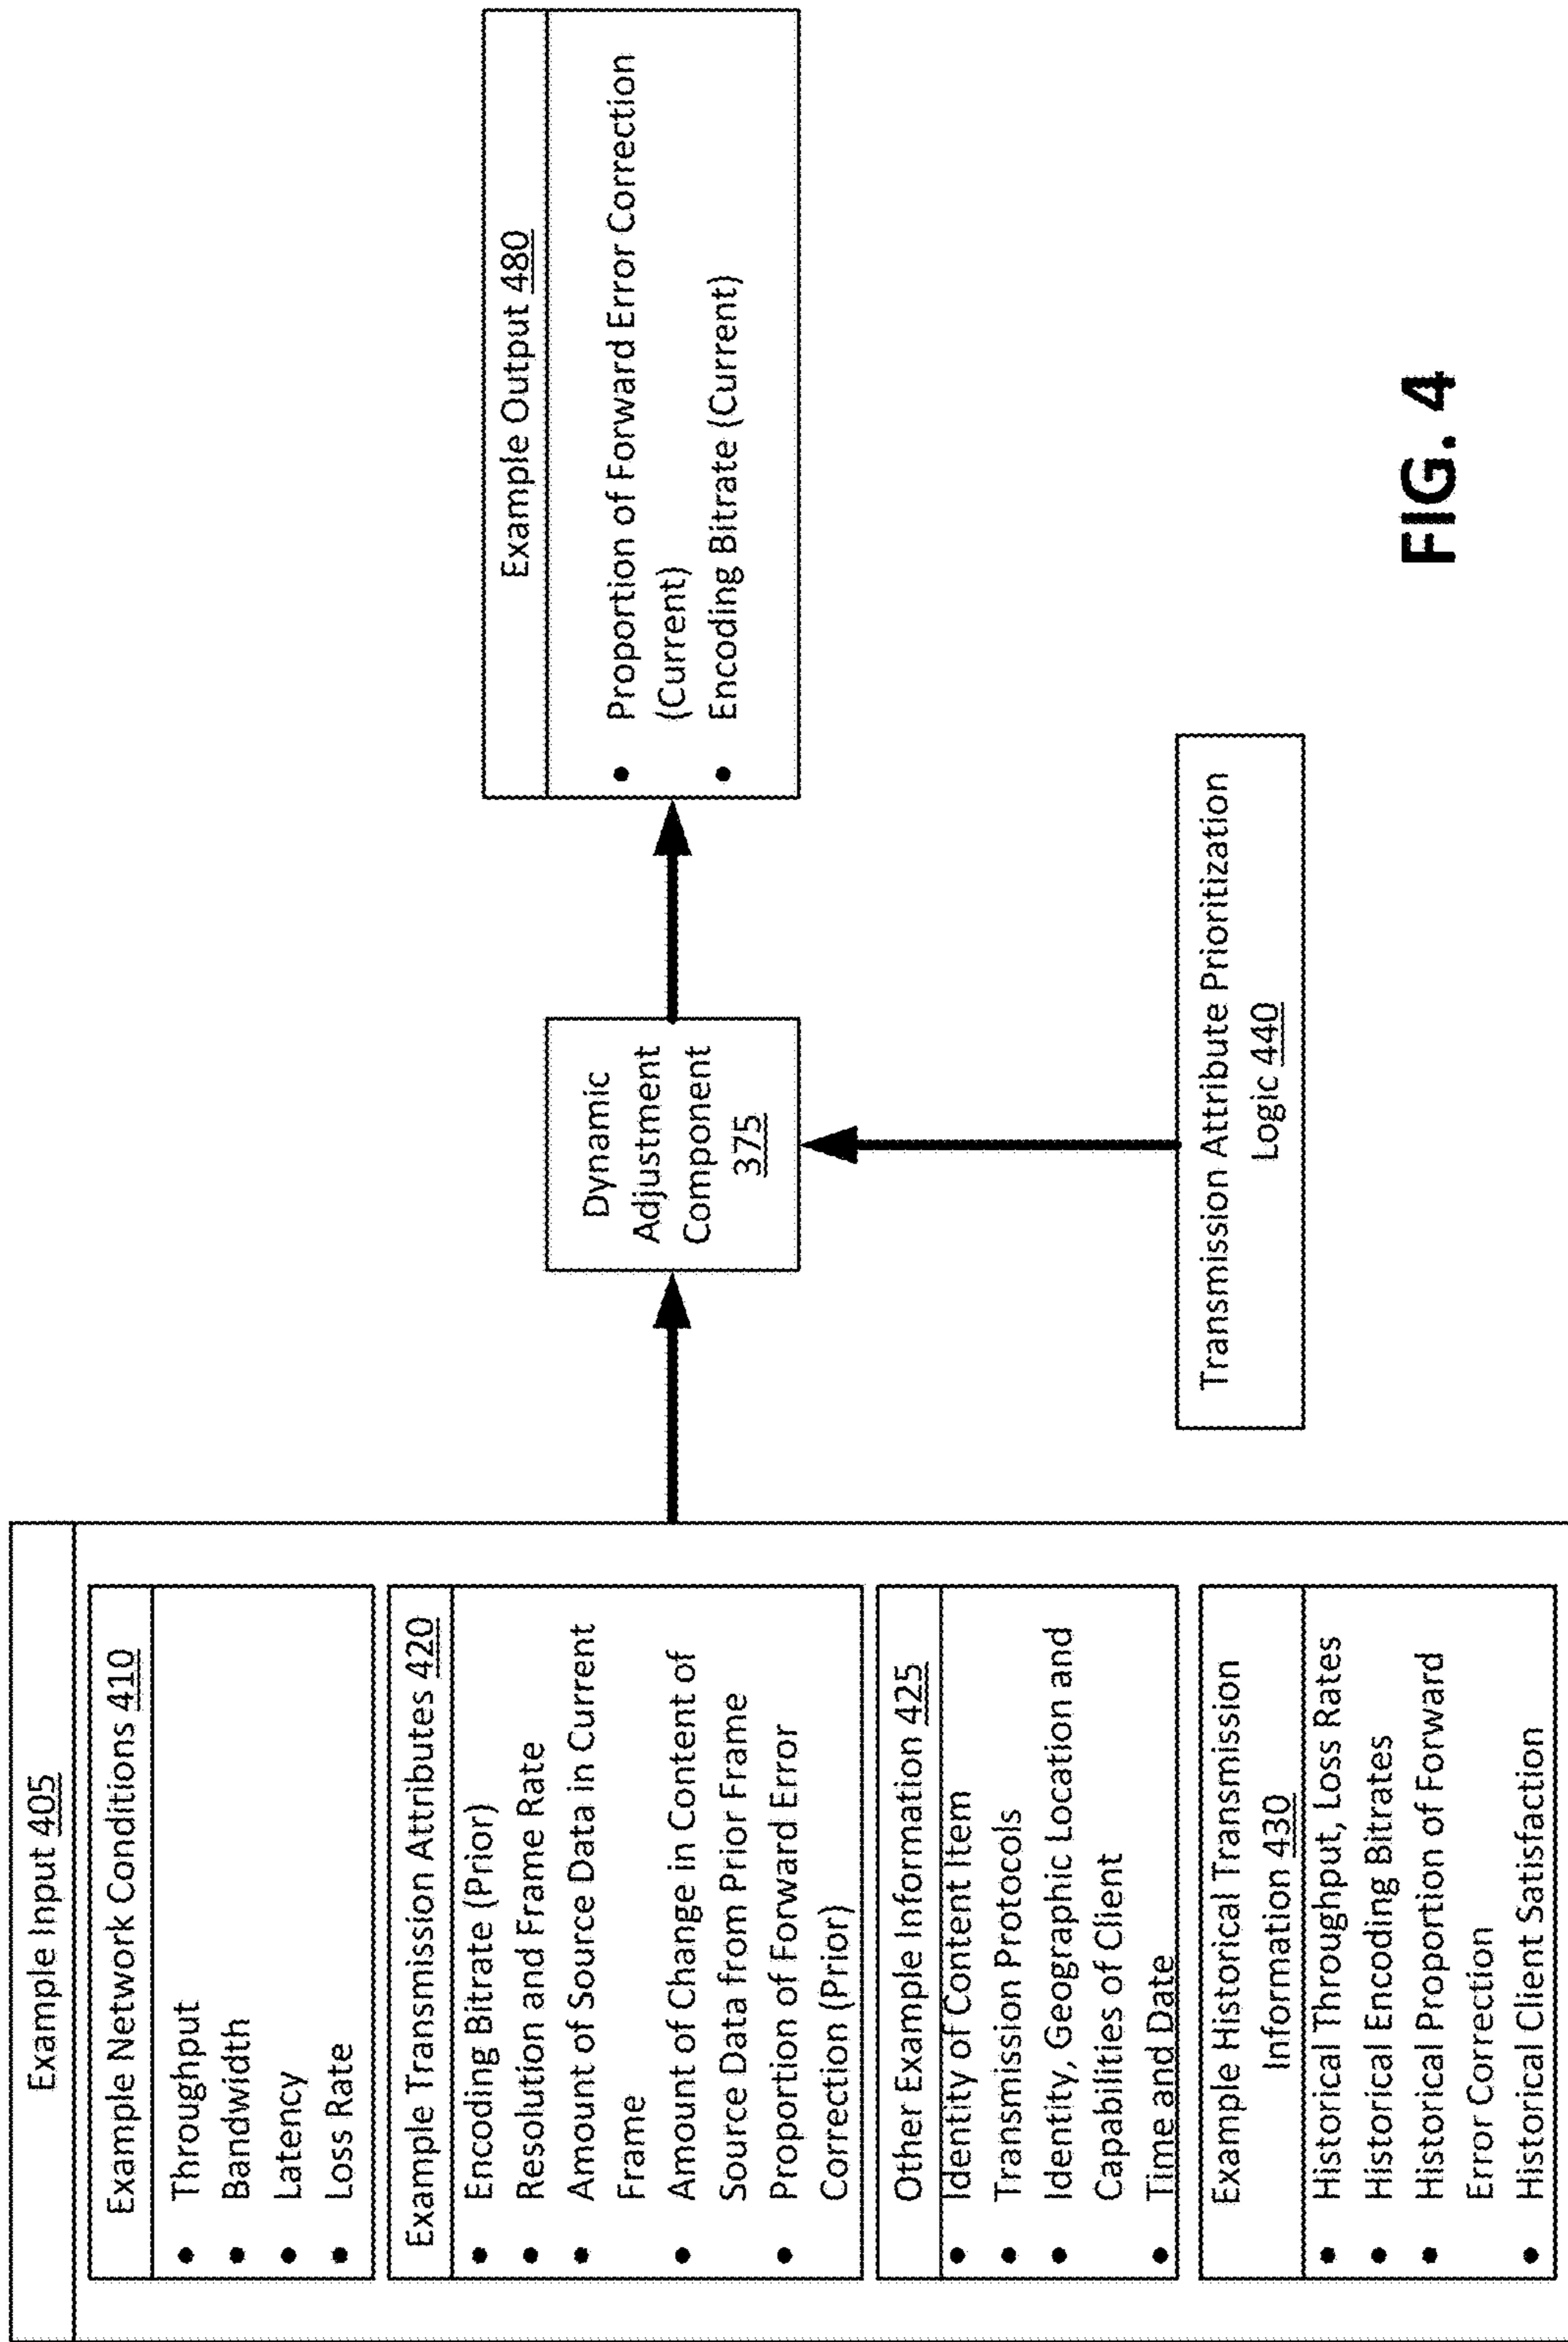 Example Input 405
Example Network Conditions 410
• Throughput
• Bandwidth
• Latency
• Loss Rate
Example Transmission Attributes 420
• Encoding Bitrate (Prior)
• Resolution and Frame Rate
• Amount of Source Data in Current
Frame
• Amount of Change in Content of
Source Data from Prior Frame
• Proportion of Forward Error
Correction (Prior)
Other Example Information 425
• Identity of Content Item
• Transmission Protocols
• Identity, Geographic Location and
Capabilities of Client
• Time and Date
Example Historical Transmission
Information 430
• Historical Throughput, Loss Rates
• Historical Encoding Bitrates
• Historical Proportion of Forward
Error Correction
• Historical Client Satisfaction
Dynamic
Adjustment
Component
375
Transmission Attribute Prioritization
Logic 440
Example Output 480
• Proportion of Forward Error Correction
(Current)
• Encoding Bitrate (Current)
FIG. 4